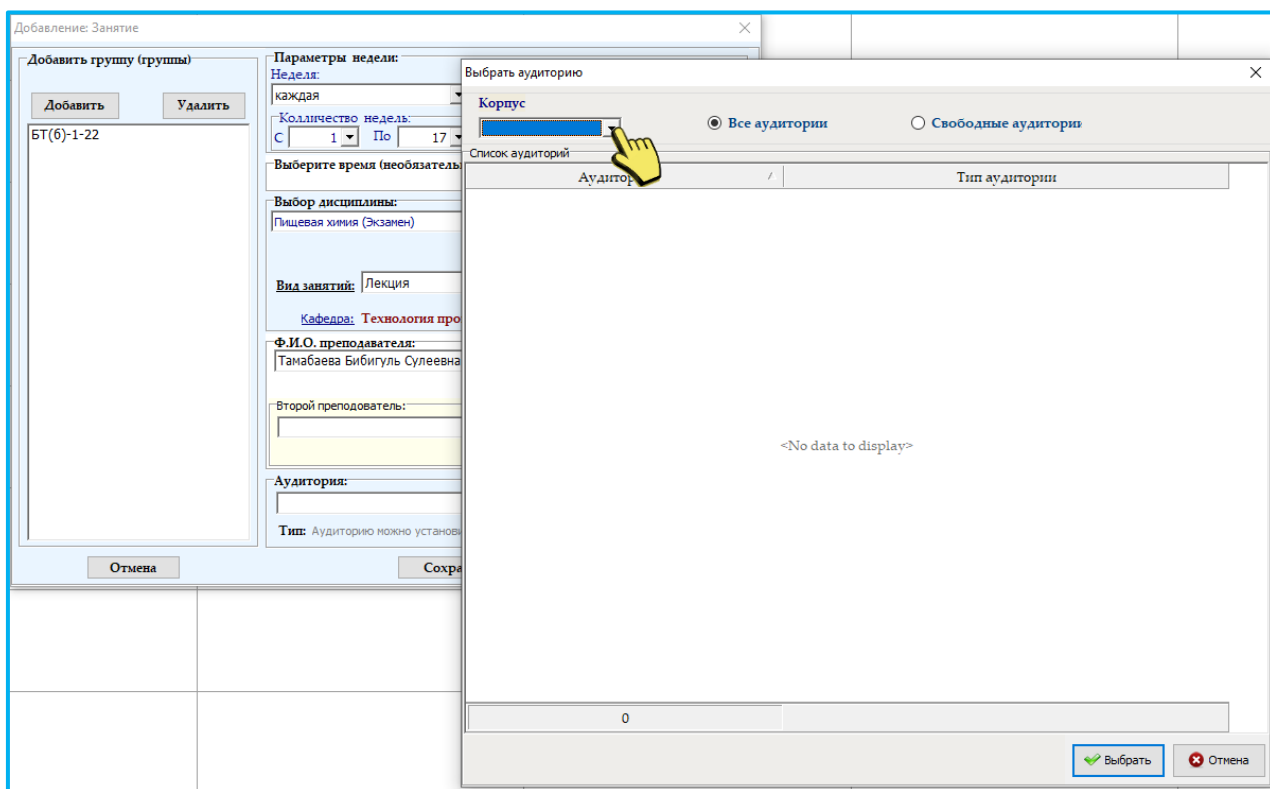 Добавление: Занятие
Добавить группу (группы)
Добавить
Удалить
БТ(б)-1-22
Параметры недели:
Неделя:
каждая
Колличество недель:
С 1 По 17
Выберите время (необязатель
Выбор дисциплины:
Пищевая химия (Экзамен)
Вид занятий: Лекция
Кафедра: Технология про
Ф.И.О. преподавателя:
Тамабаева Бибигуль Сулеевна
Второй преподователь:
Аудитория:
Тип: Аудиторию можно установи
Отмена
Сохра
Выбрать аудиторию
Корпус
Все аудитории
Свободные аудитории
Список аудиторий
Аудитор
Тип аудитории
<No data to display>
0
Выбрать
Отмена